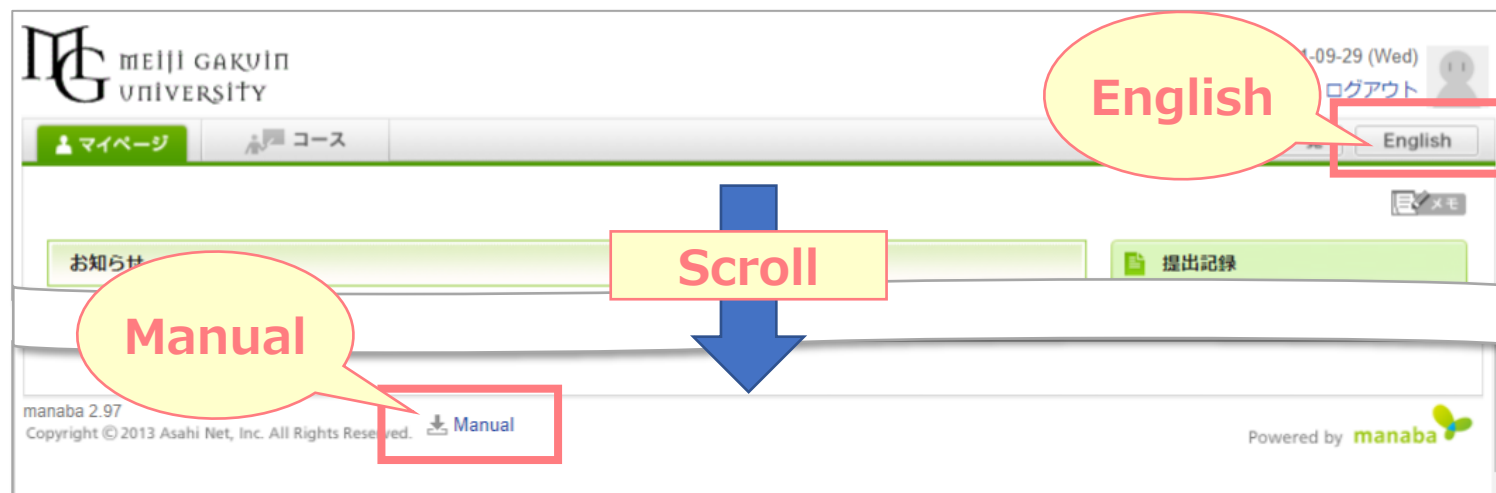 MEIJI GAKUIN
UNIVERSITY
-09-29 (Wed)
ログアウト
English
マイページ
コース
English
メモ
お知らせ
Scroll
提出記録
Manual
manaba 2.97
Copyright © 2013 Asahi Net, Inc. All Rights Reserved.
Manual
Powered by manaba